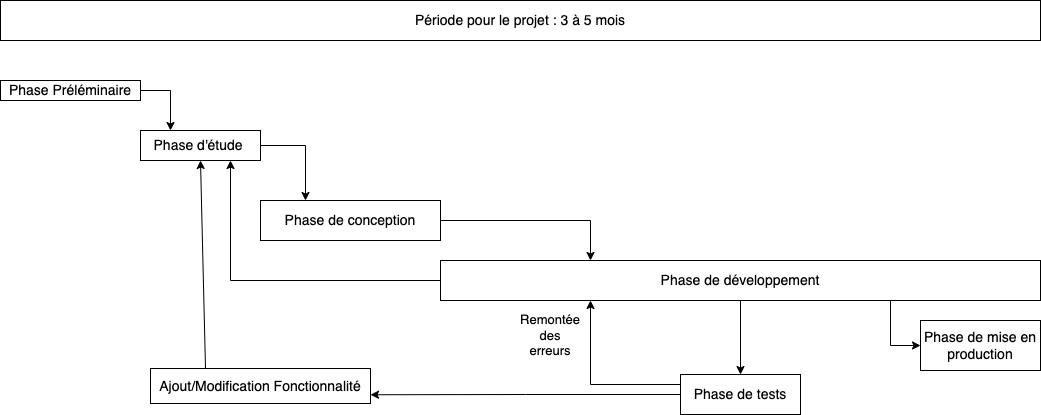 Période pour le projet : 3 à 5 mois
Phase Préléminaire
Phase d'étude
Phase de conception
Phase de développement
Remontée
des
erreurs
Phase de mise en
production
Ajout/Modification Fonctionnalité
Phase de tests